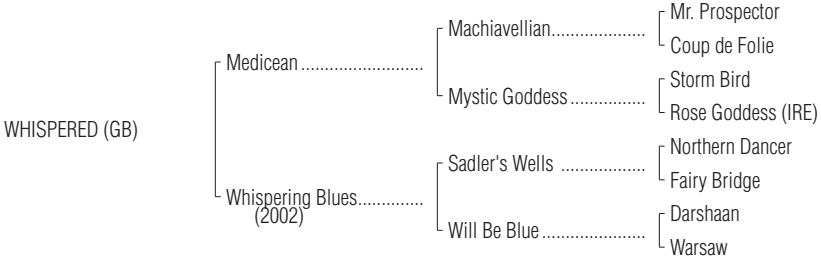 Mr. Prospector
Machiavellian....................
Coup de Folie
Medicean ..........................
Storm Bird
Mystic Goddess................
Rose Goddess (IRE)
WHISPERED (GB)
Northern Dancer
Sadler's Wells ..................
Fairy Bridge
Whispering Blues..............
(2002)
Darshaan
Will Be Blue ......................
Warsaw